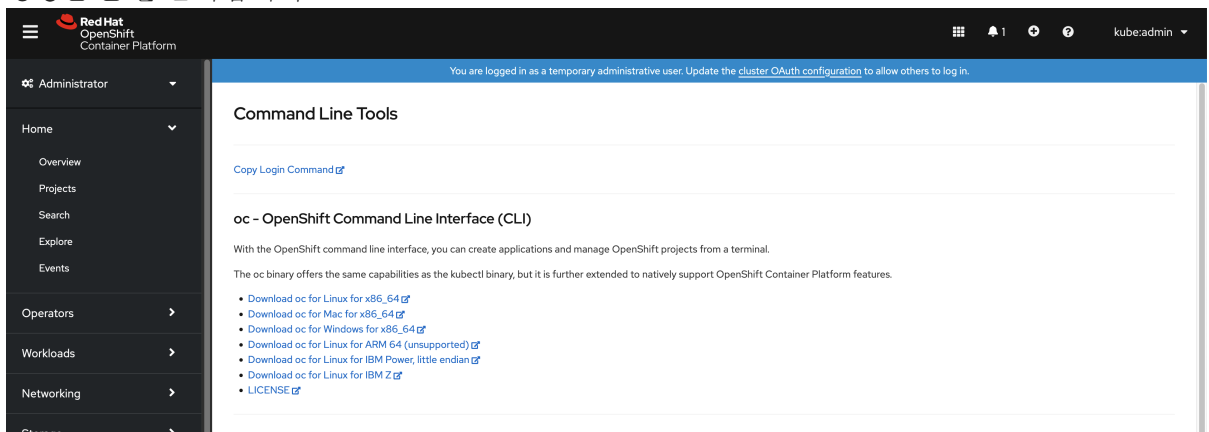 Red Hat
OpenShift
Container Platform
1
kube:admin
Administrator
Home
Overview
Projects
Search
Explore
Events
Operators
Workloads
Networking
You are logged in as a temporary administrative user. Update the cluster OAuth configuration to allow others to log in.
Command Line Tools
Copy Login Command
oc - OpenShift Command Line Interface (CLI)
With the OpenShift command line interface, you can create applications and manage OpenShift projects from a terminal.
The oc binary offers the same capabilities as the kubectl binary, but it is further extended to natively support OpenShift Container Platform features.
• Download oc for Linux for x86_64
• Download oc for Mac for x86_64
• Download oc for Windows for x86_64
• Download oc for Linux for ARM 64 (unsupported)
• Download oc for Linux for IBM Power, little endian
• Download oc for Linux for IBM Z
• LICENSE